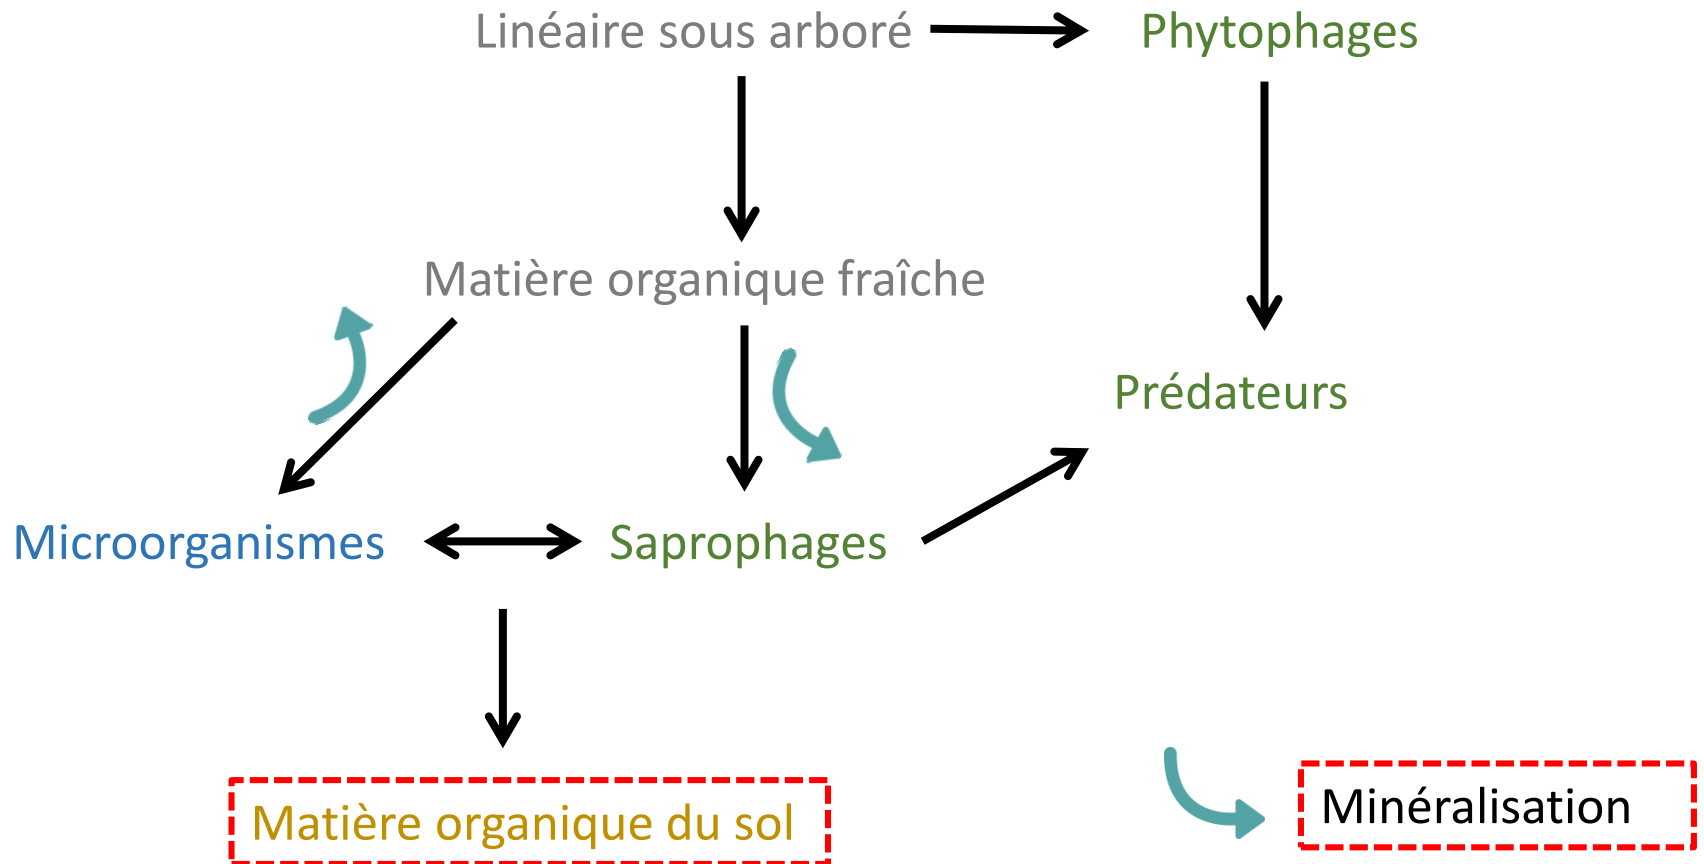 Linéaire sous arboré
Phytophages
Matière organique fraîche
Prédateurs
Microorganismes
Saprophages
Matière organique du sol
Minéralisation